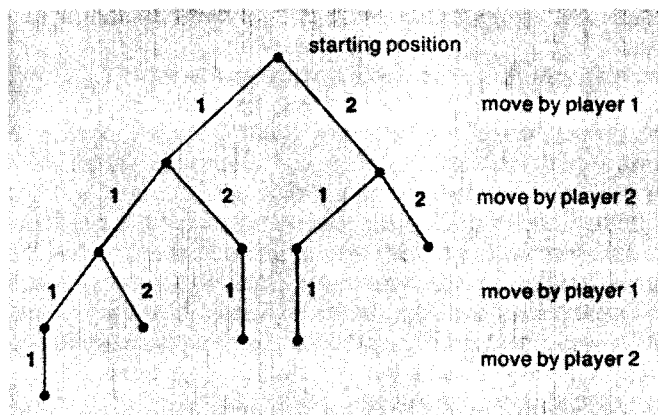 starting position
1 2 move by player 1
1 2 1 2 move by player 2
1 2 1 1 move by player 1
1 move by player 2